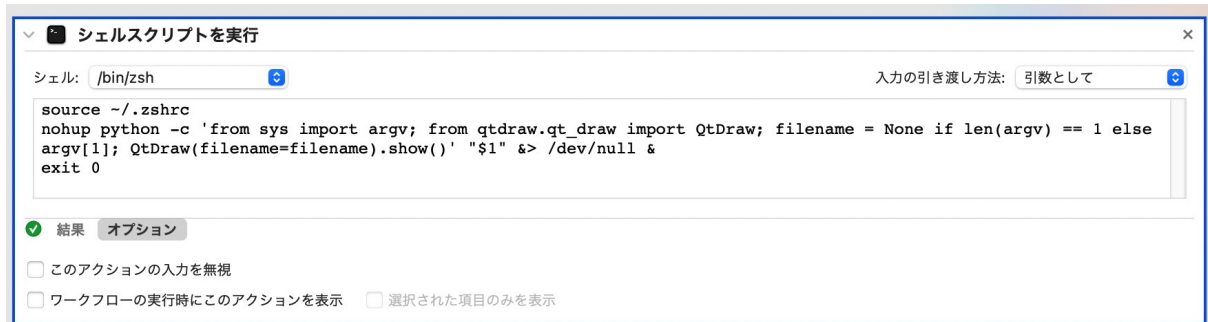 シェルスクリプトを実行
シェル: /bin/zsh 入力の引き渡し方法: 引数として
source ~/.zshrc
nohup python -c 'from sys import argv; from qtdraw.qt_draw import QtDraw; filename = None if len(argv) == 1 else
argv[1]; QtDraw(filename=filename).show()' "$1" &> /dev/null &
exit 0
結果 オプション
このアクションの入力を無視
ワークフローの実行時にこのアクションを表示 選択された項目のみを表示